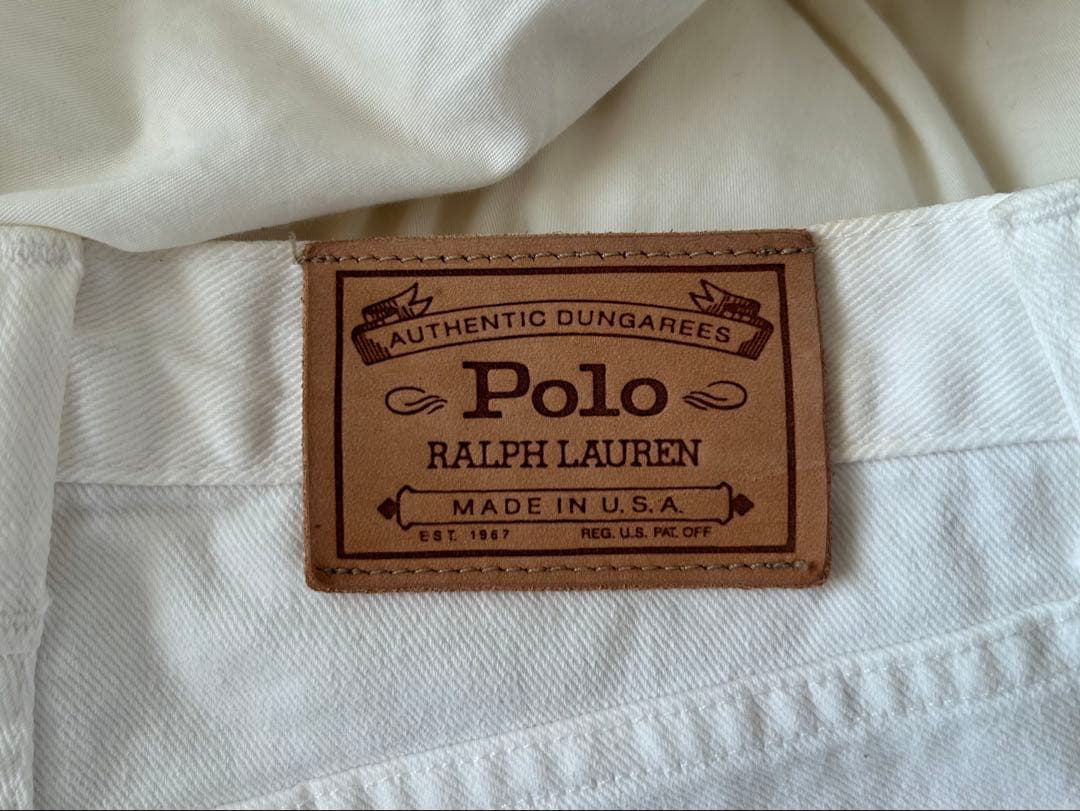 AUTHENTIC DUNGAREES
Polo
RALPH LAUREN
MADE IN U.S.A.
EST. 1967 REG. U.S. PAT. OFF